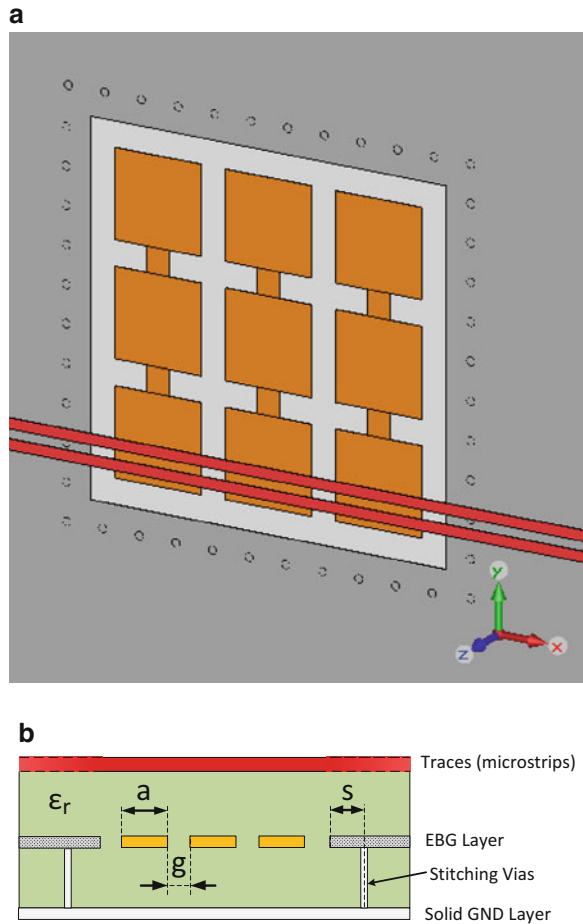 a
y
x
z
b
Traces (microstrips)
εr
a
s
EBG Layer
g
Stitching Vias
Solid GND Layer